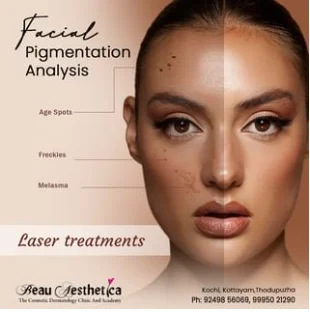 Facial
Pigmentation
Analysis
Age Spots
Freckles
Melasma
Laser treatments
Beau Aesthetica
The Cosmetic Dermatology Clinic And Academy
Kochi, Kottayam,Thodupuzha
Ph: 92498 56069, 99950 21290